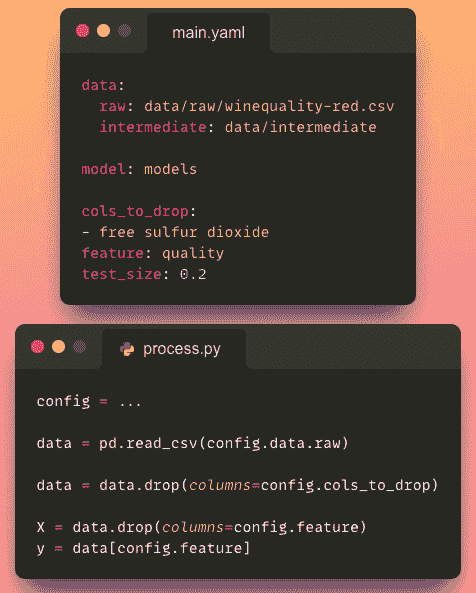 main.yaml
data:
  raw: data/raw/winequality-red.csv
  intermediate: data/intermediate
model: models
cols_to_drop:
- free sulfur dioxide
feature: quality
test_size: 0.2
process.py
config = ...
data = pd.read_csv(config.data.raw)
data = data.drop(columns=config.cols_to_drop)
X = data.drop(columns=config.feature)
y = data[config.feature]